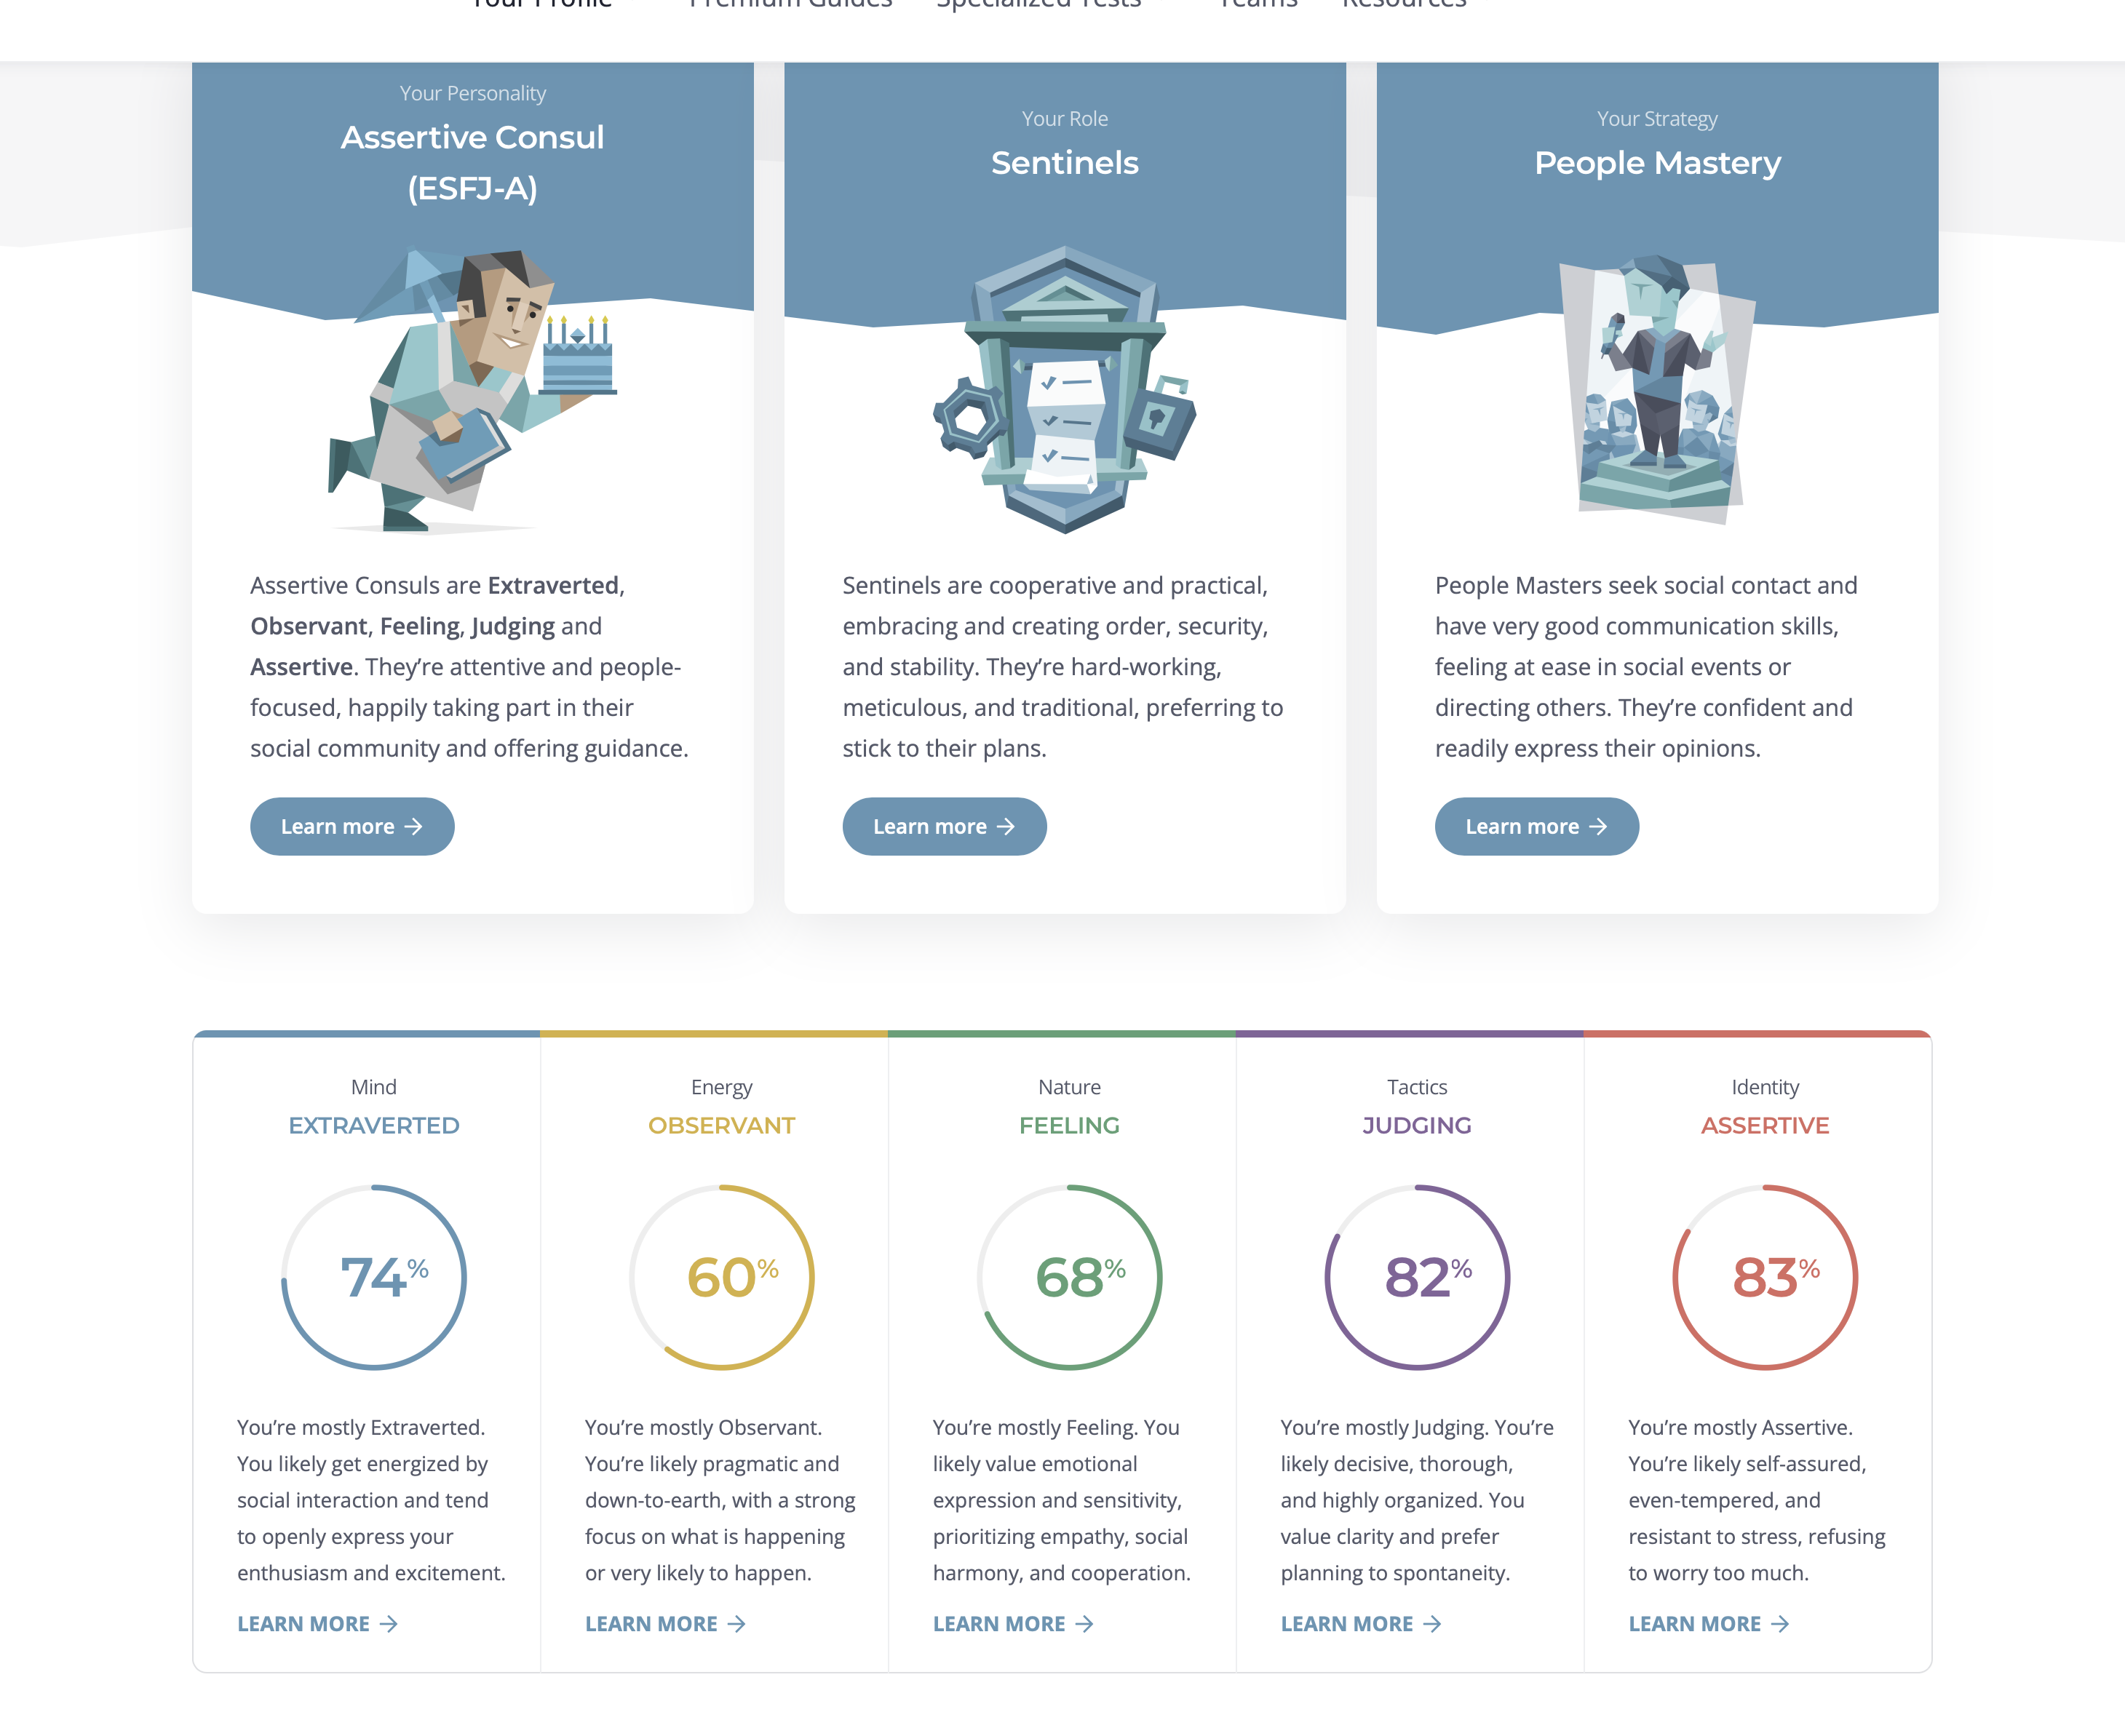 Your Profile Premium Guides Specialized Tests Teams Resources
Your Personality
Assertive Consul
(ESFJ-A)
Assertive Consuls are Extraverted,
Observant, Feeling, Judging and
Assertive. They’re attentive and people-
focused, happily taking part in their
social community and offering guidance.
Learn more →
Your Role
Sentinels
Sentinels are cooperative and practical,
embracing and creating order, security,
and stability. They’re hard-working,
meticulous, and traditional, preferring to
stick to their plans.
Learn more →
Your Strategy
People Mastery
People Masters seek social contact and
have very good communication skills,
feeling at ease in social events or
directing others. They’re confident and
readily express their opinions.
Learn more →
Mind
EXTRAVERTED
74%
You’re mostly Extraverted.
You likely get energized by
social interaction and tend
to openly express your
enthusiasm and excitement.
LEARN MORE →
Energy
OBSERVANT
60%
You’re mostly Observant.
You’re likely pragmatic and
down-to-earth, with a strong
focus on what is happening
or very likely to happen.
LEARN MORE →
Nature
FEELING
68%
You’re mostly Feeling. You
likely value emotional
expression and sensitivity,
prioritizing empathy, social
harmony, and cooperation.
LEARN MORE →
Tactics
JUDGING
82%
You’re mostly Judging. You’re
likely decisive, thorough,
and highly organized. You
value clarity and prefer
planning to spontaneity.
LEARN MORE →
Identity
ASSERTIVE
83%
You’re mostly Assertive.
You’re likely self-assured,
even-tempered, and
resistant to stress, refusing
to worry too much.
LEARN MORE →